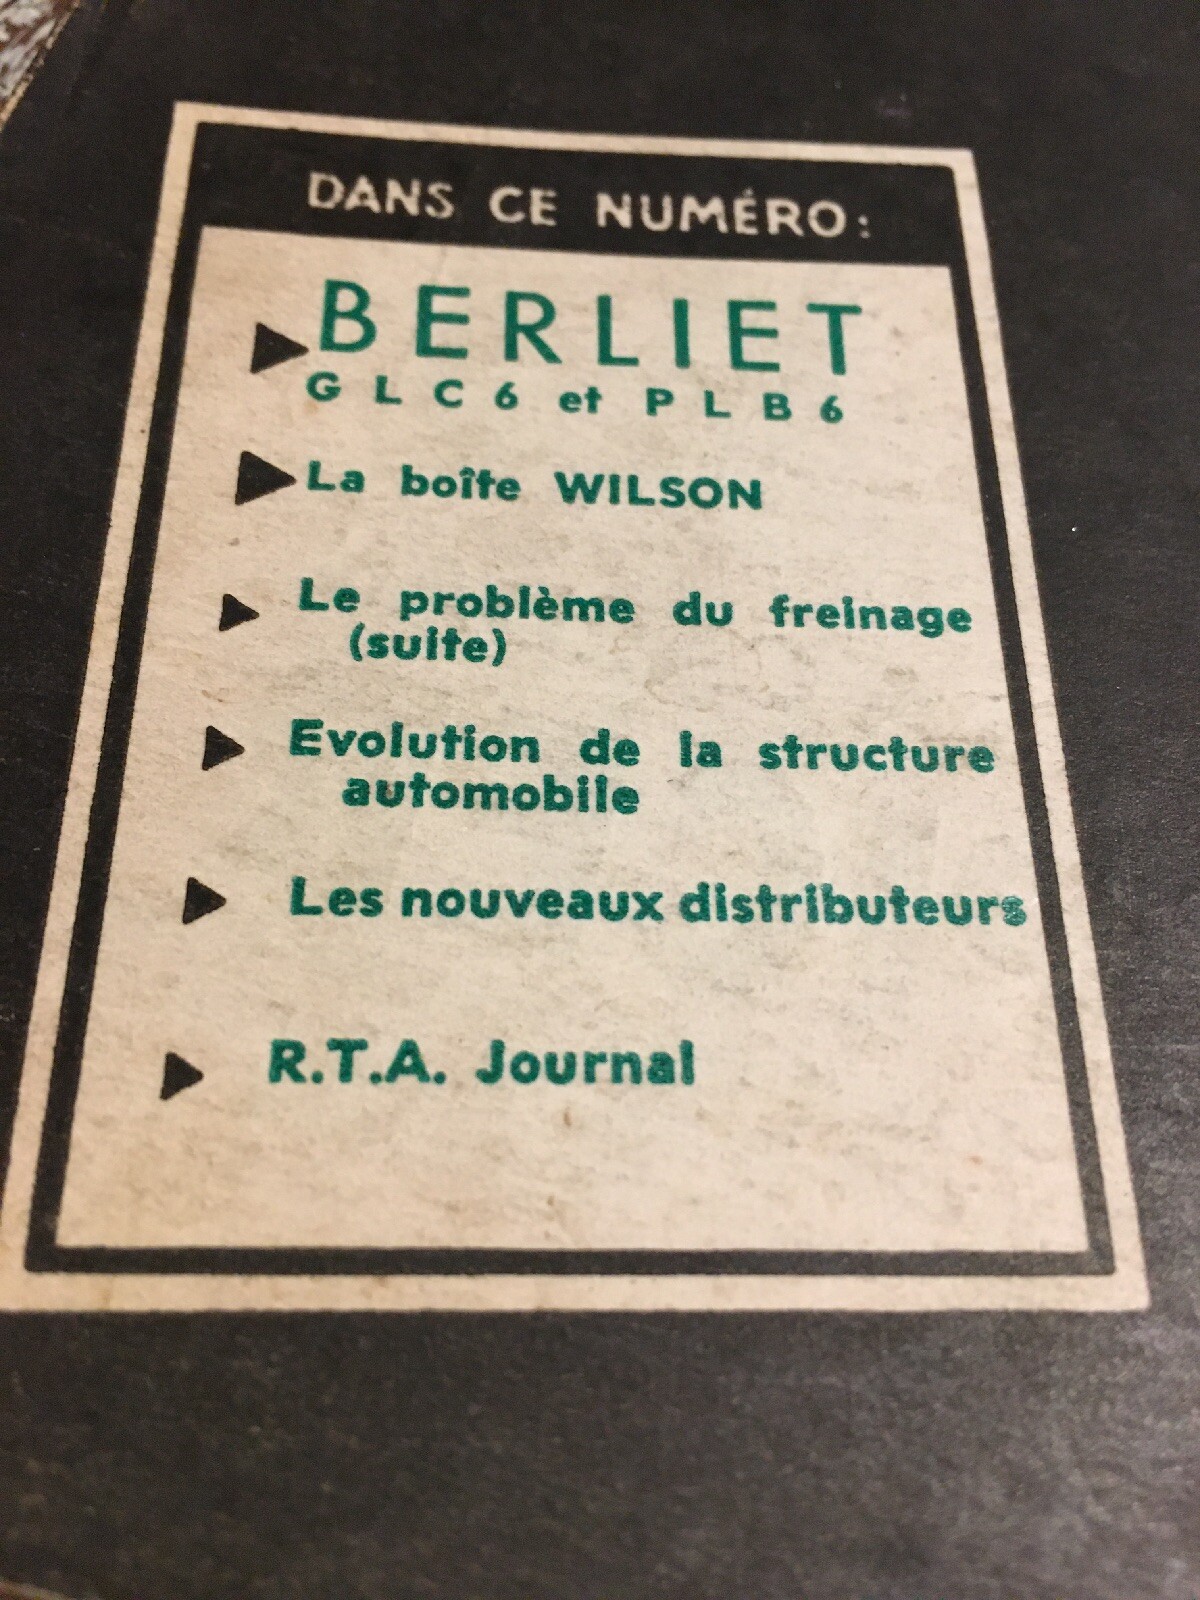 DANS CE NUMÉRO:
BERLIET
GLC6 et PLB6
La boîte WILSON
Le problème du freinage
(suite)
Evolution de la structure
automobile
Les nouveaux distributeurs
R.T.A. Journal